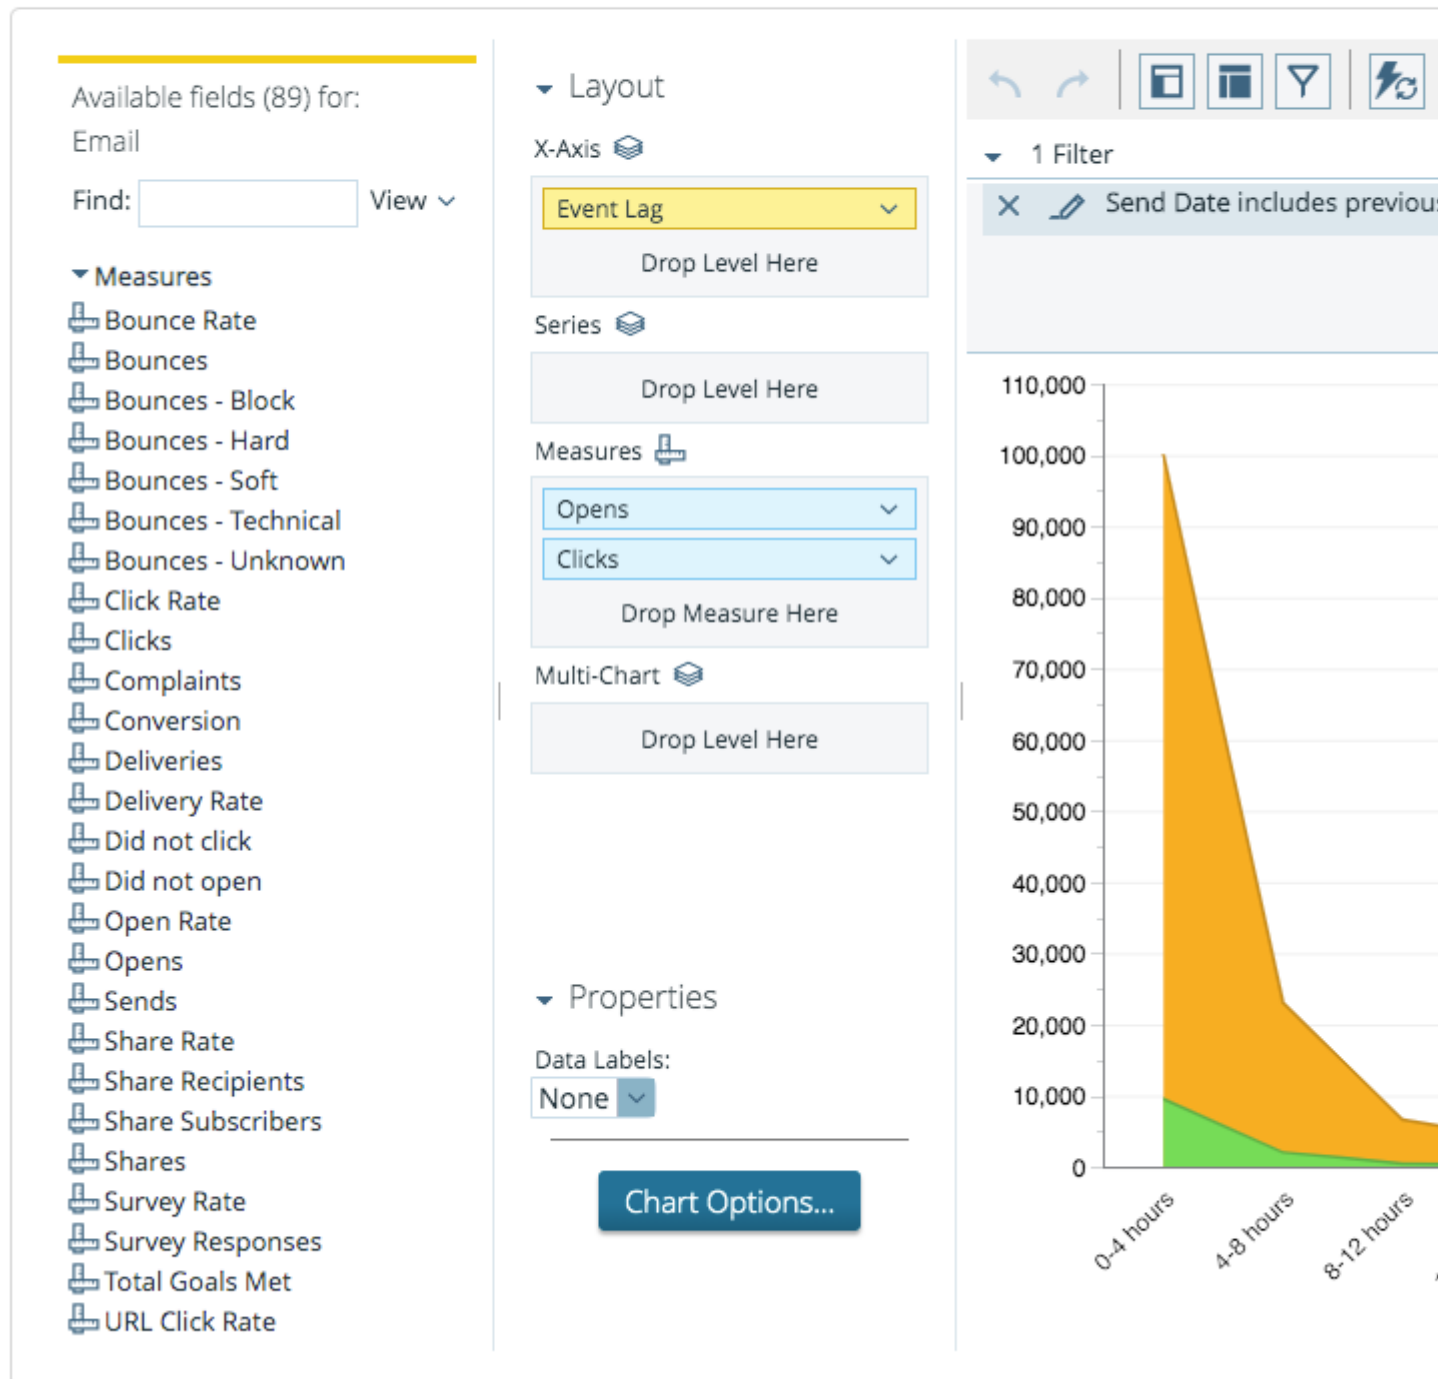 Available fields (89) for:
Email
Find:
View
Measures
Bounce Rate
Bounces
Bounces - Block
Bounces - Hard
Bounces - Soft
Bounces - Technical
Bounces - Unknown
Click Rate
Clicks
Complaints
Conversion
Deliveries
Delivery Rate
Did not click
Did not open
Open Rate
Opens
Sends
Share Rate
Share Recipients
Share Subscribers
Shares
Survey Rate
Survey Responses
Total Goals Met
URL Click Rate
Layout
X-Axis
Event Lag
Drop Level Here
Series
Drop Level Here
Measures
Opens
Clicks
Drop Measure Here
Multi-Chart
Drop Level Here
Properties
Data Labels:
None
Chart Options...
1 Filter
Send Date includes previous
110,000
100,000
90,000
80,000
70,000
60,000
50,000
40,000
30,000
20,000
10,000
0
0-4 hours
4-8 hours
8-12 hours